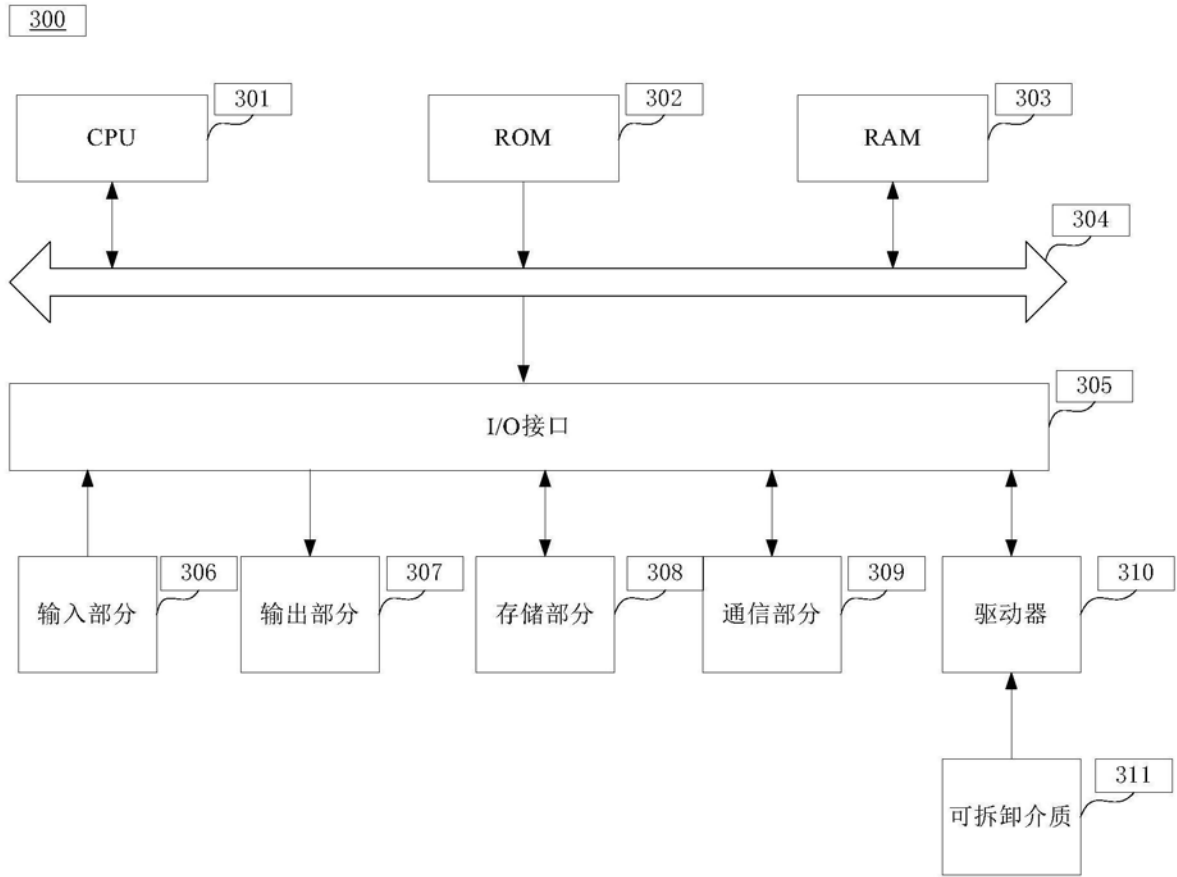 300
301
302
303
CPU
ROM
RAM
304
305
I/O接口
306
307
308
309
310
输入部分
输出部分
存储部分
通信部分
驱动器
311
可拆卸介质